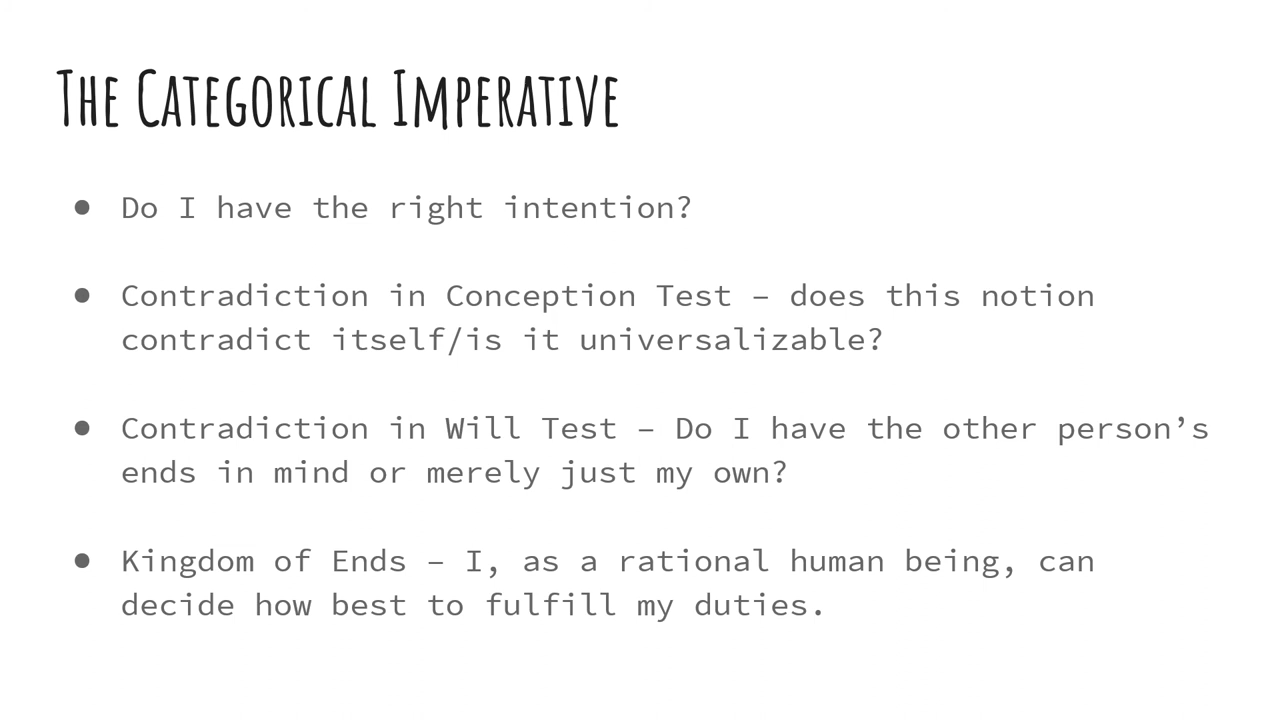 The Categorical Imperative
● Do I have the right intention?
● Contradiction in Conception Test – does this notion
contradict itself/is it universalizable?
● Contradiction in Will Test – Do I have the other person’s
ends in mind or merely just my own?
● Kingdom of Ends – I, as a rational human being, can
decide how best to fulfill my duties.